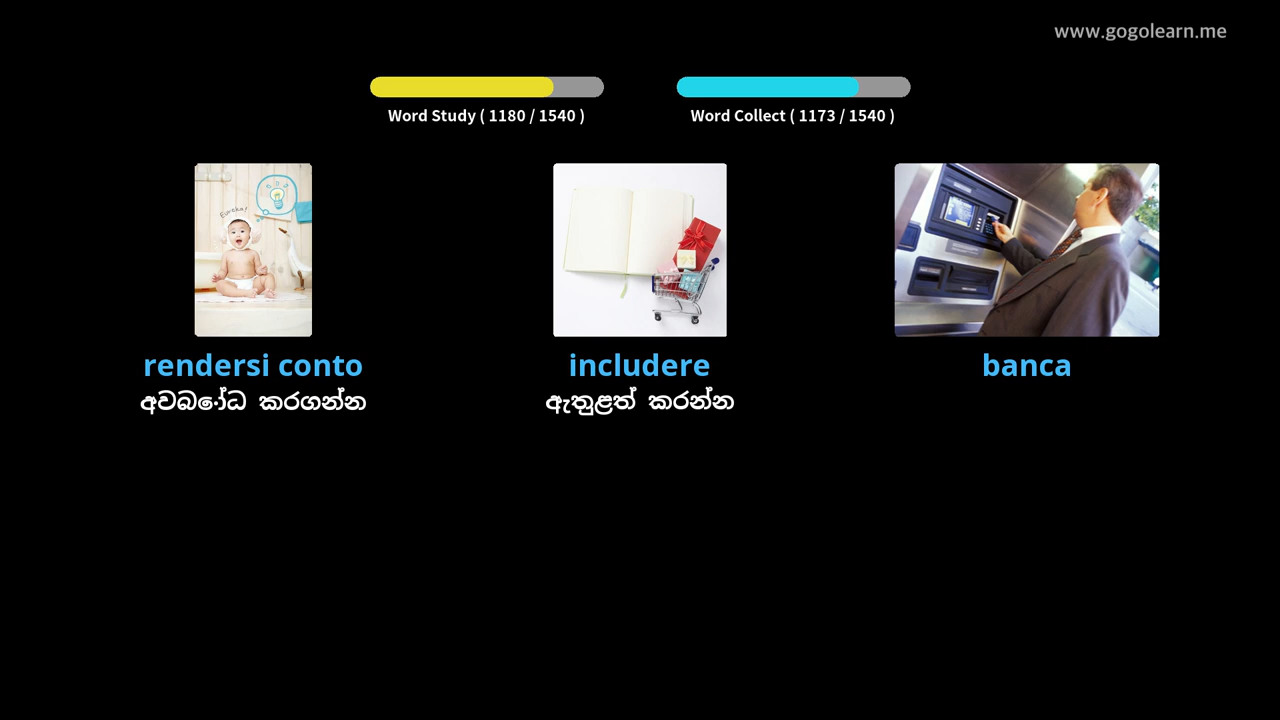 www.gogolearn.me
Word Study ( 1180 / 1540 )
Word Collect ( 1173 / 1540 )
Eureka!
rendersi conto
includere
banca
අවබෝධ කරගන්න
ඇතුළත් කරන්න